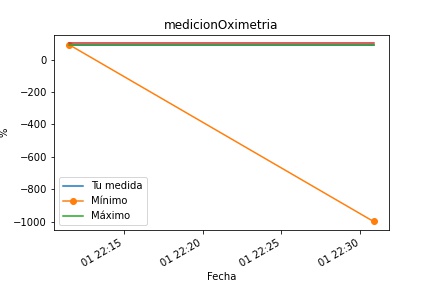 medicionOximetria
0
−200
−400
−600
−800
−1000
%
Tu medida
Mínimo
Máximo
01 22:15
01 22:20
01 22:25
01 22:30
Fecha